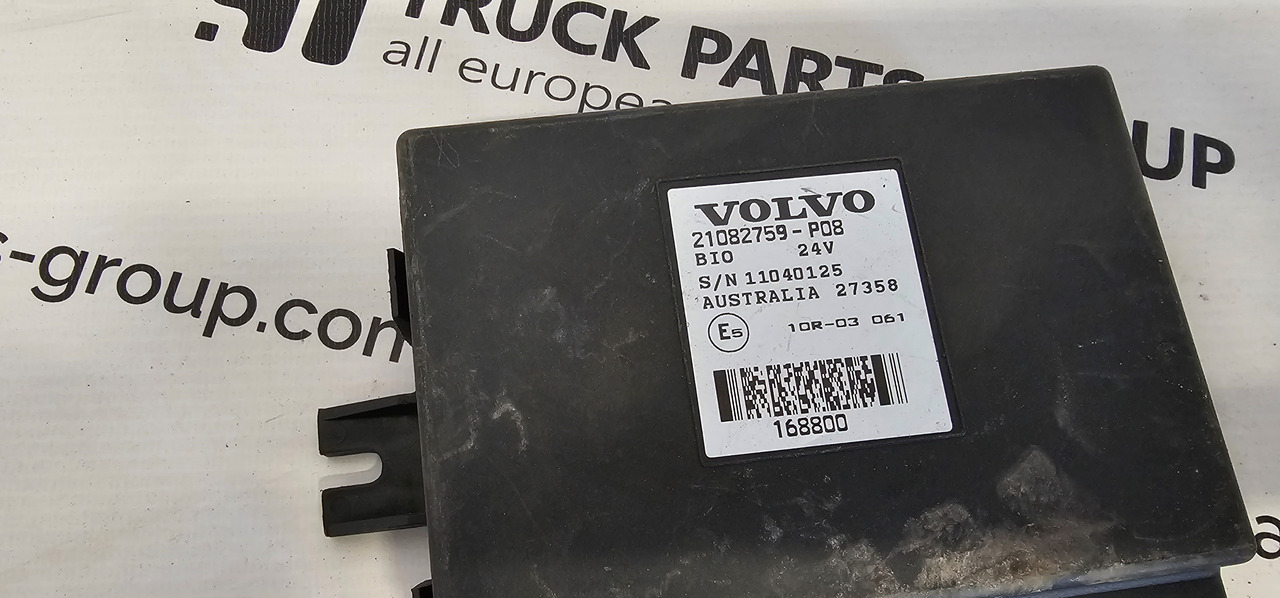 TRUCK PARTS
all europea
UP
s-group.com
VOLVO
21082759-P08
BIO 24V
S/N 11040125
AUSTRALIA 27358
E5 10R-03 061
168800